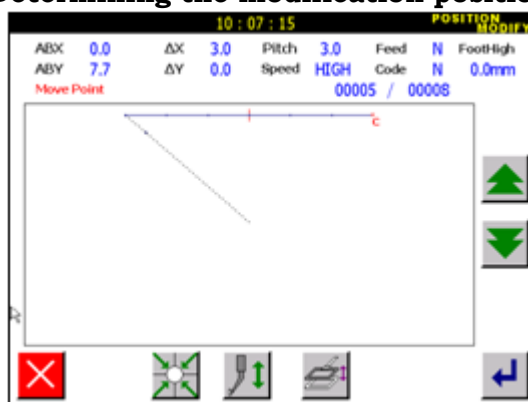 Determining the modification positio
10 : 07 : 15
POSITION
MODIFY
ABX 0.0 ΔX 3.0 Pitch 3.0 Feed N FootHigh
ABY 7.7 ΔY 0.0 Speed HIGH Code N 0.0mm
Move Point 00005 / 00008
C